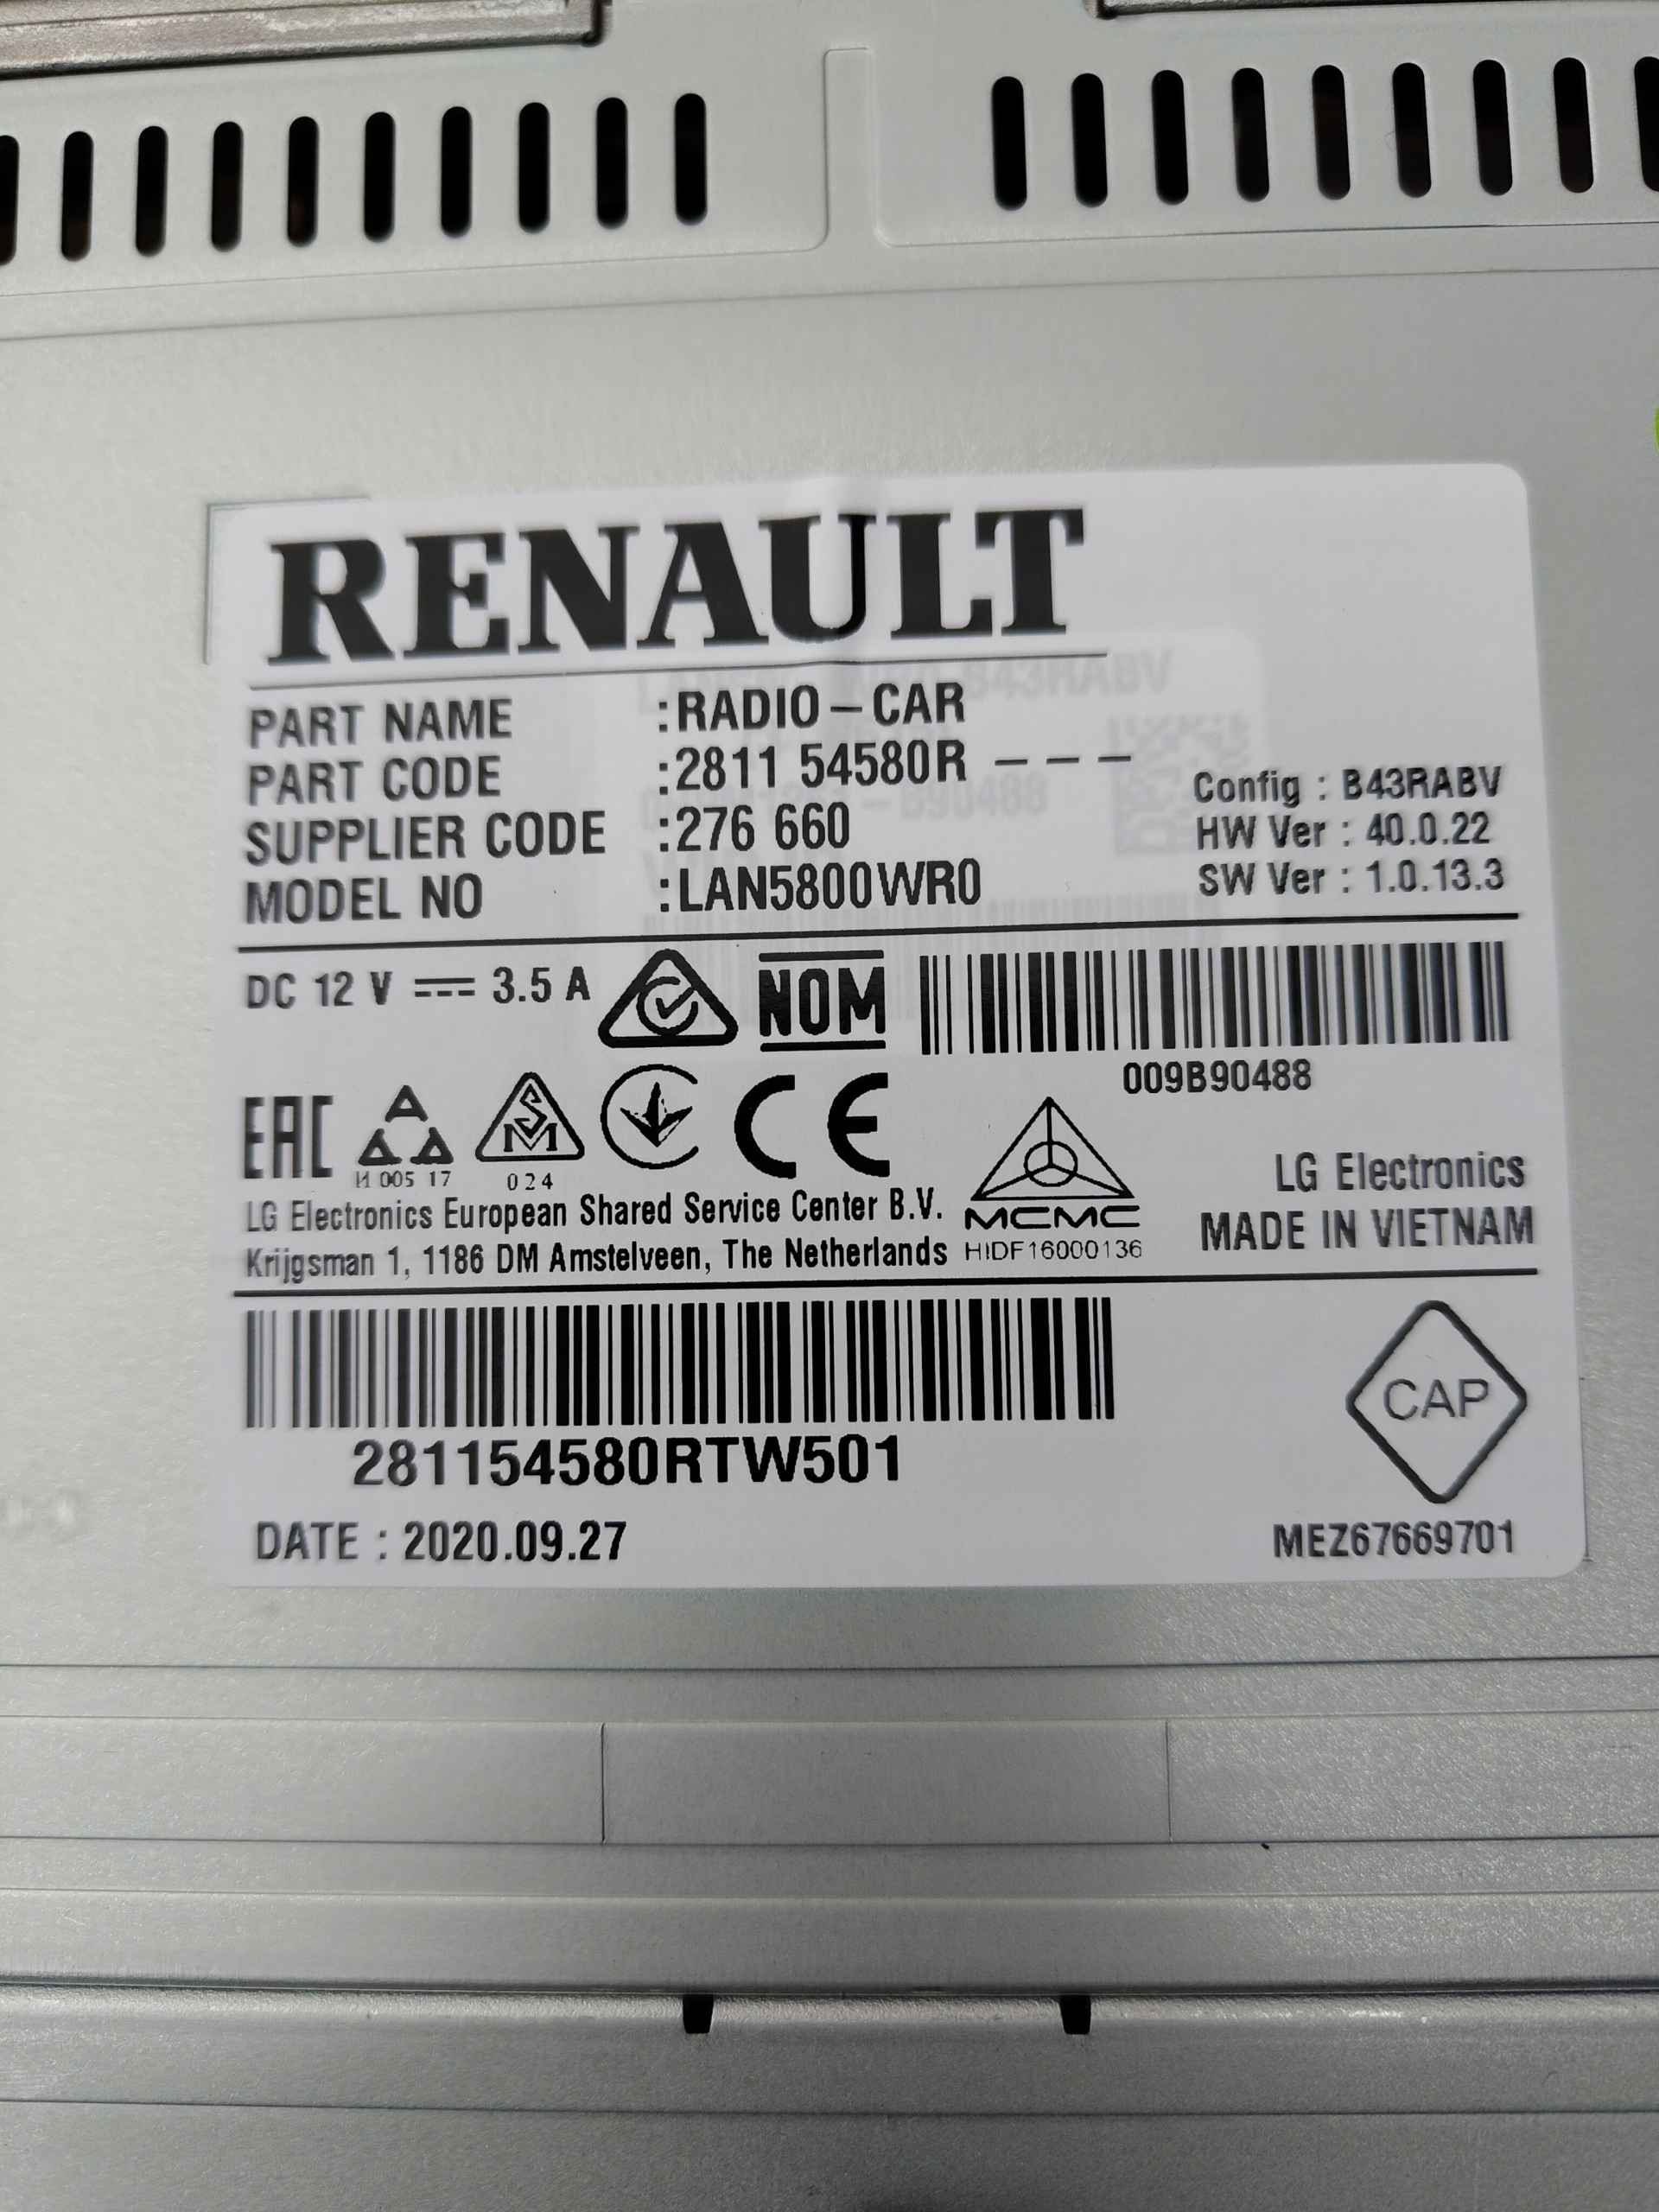 RENAULT
PART NAME :RADIO-CAR
PART CODE :2811 54580R ---
SUPPLIER CODE :276 660
MODEL NO :LAN5800WR0
Config : B43RABV
HW Ver : 40.0.22
SW Ver : 1.0.13.3
DC 12 V 3.5 A
NOM
009B90488
EAC
И 005 17
SM
024
CE
LG Electronics European Shared Service Center B.V.
Krijgsman 1, 1186 DM Amstelveen, The Netherlands
MCMC
HIDF16000136
LG Electronics
MADE IN VIETNAM
281154580RTW501
CAP
DATE : 2020.09.27
MEZ67669701